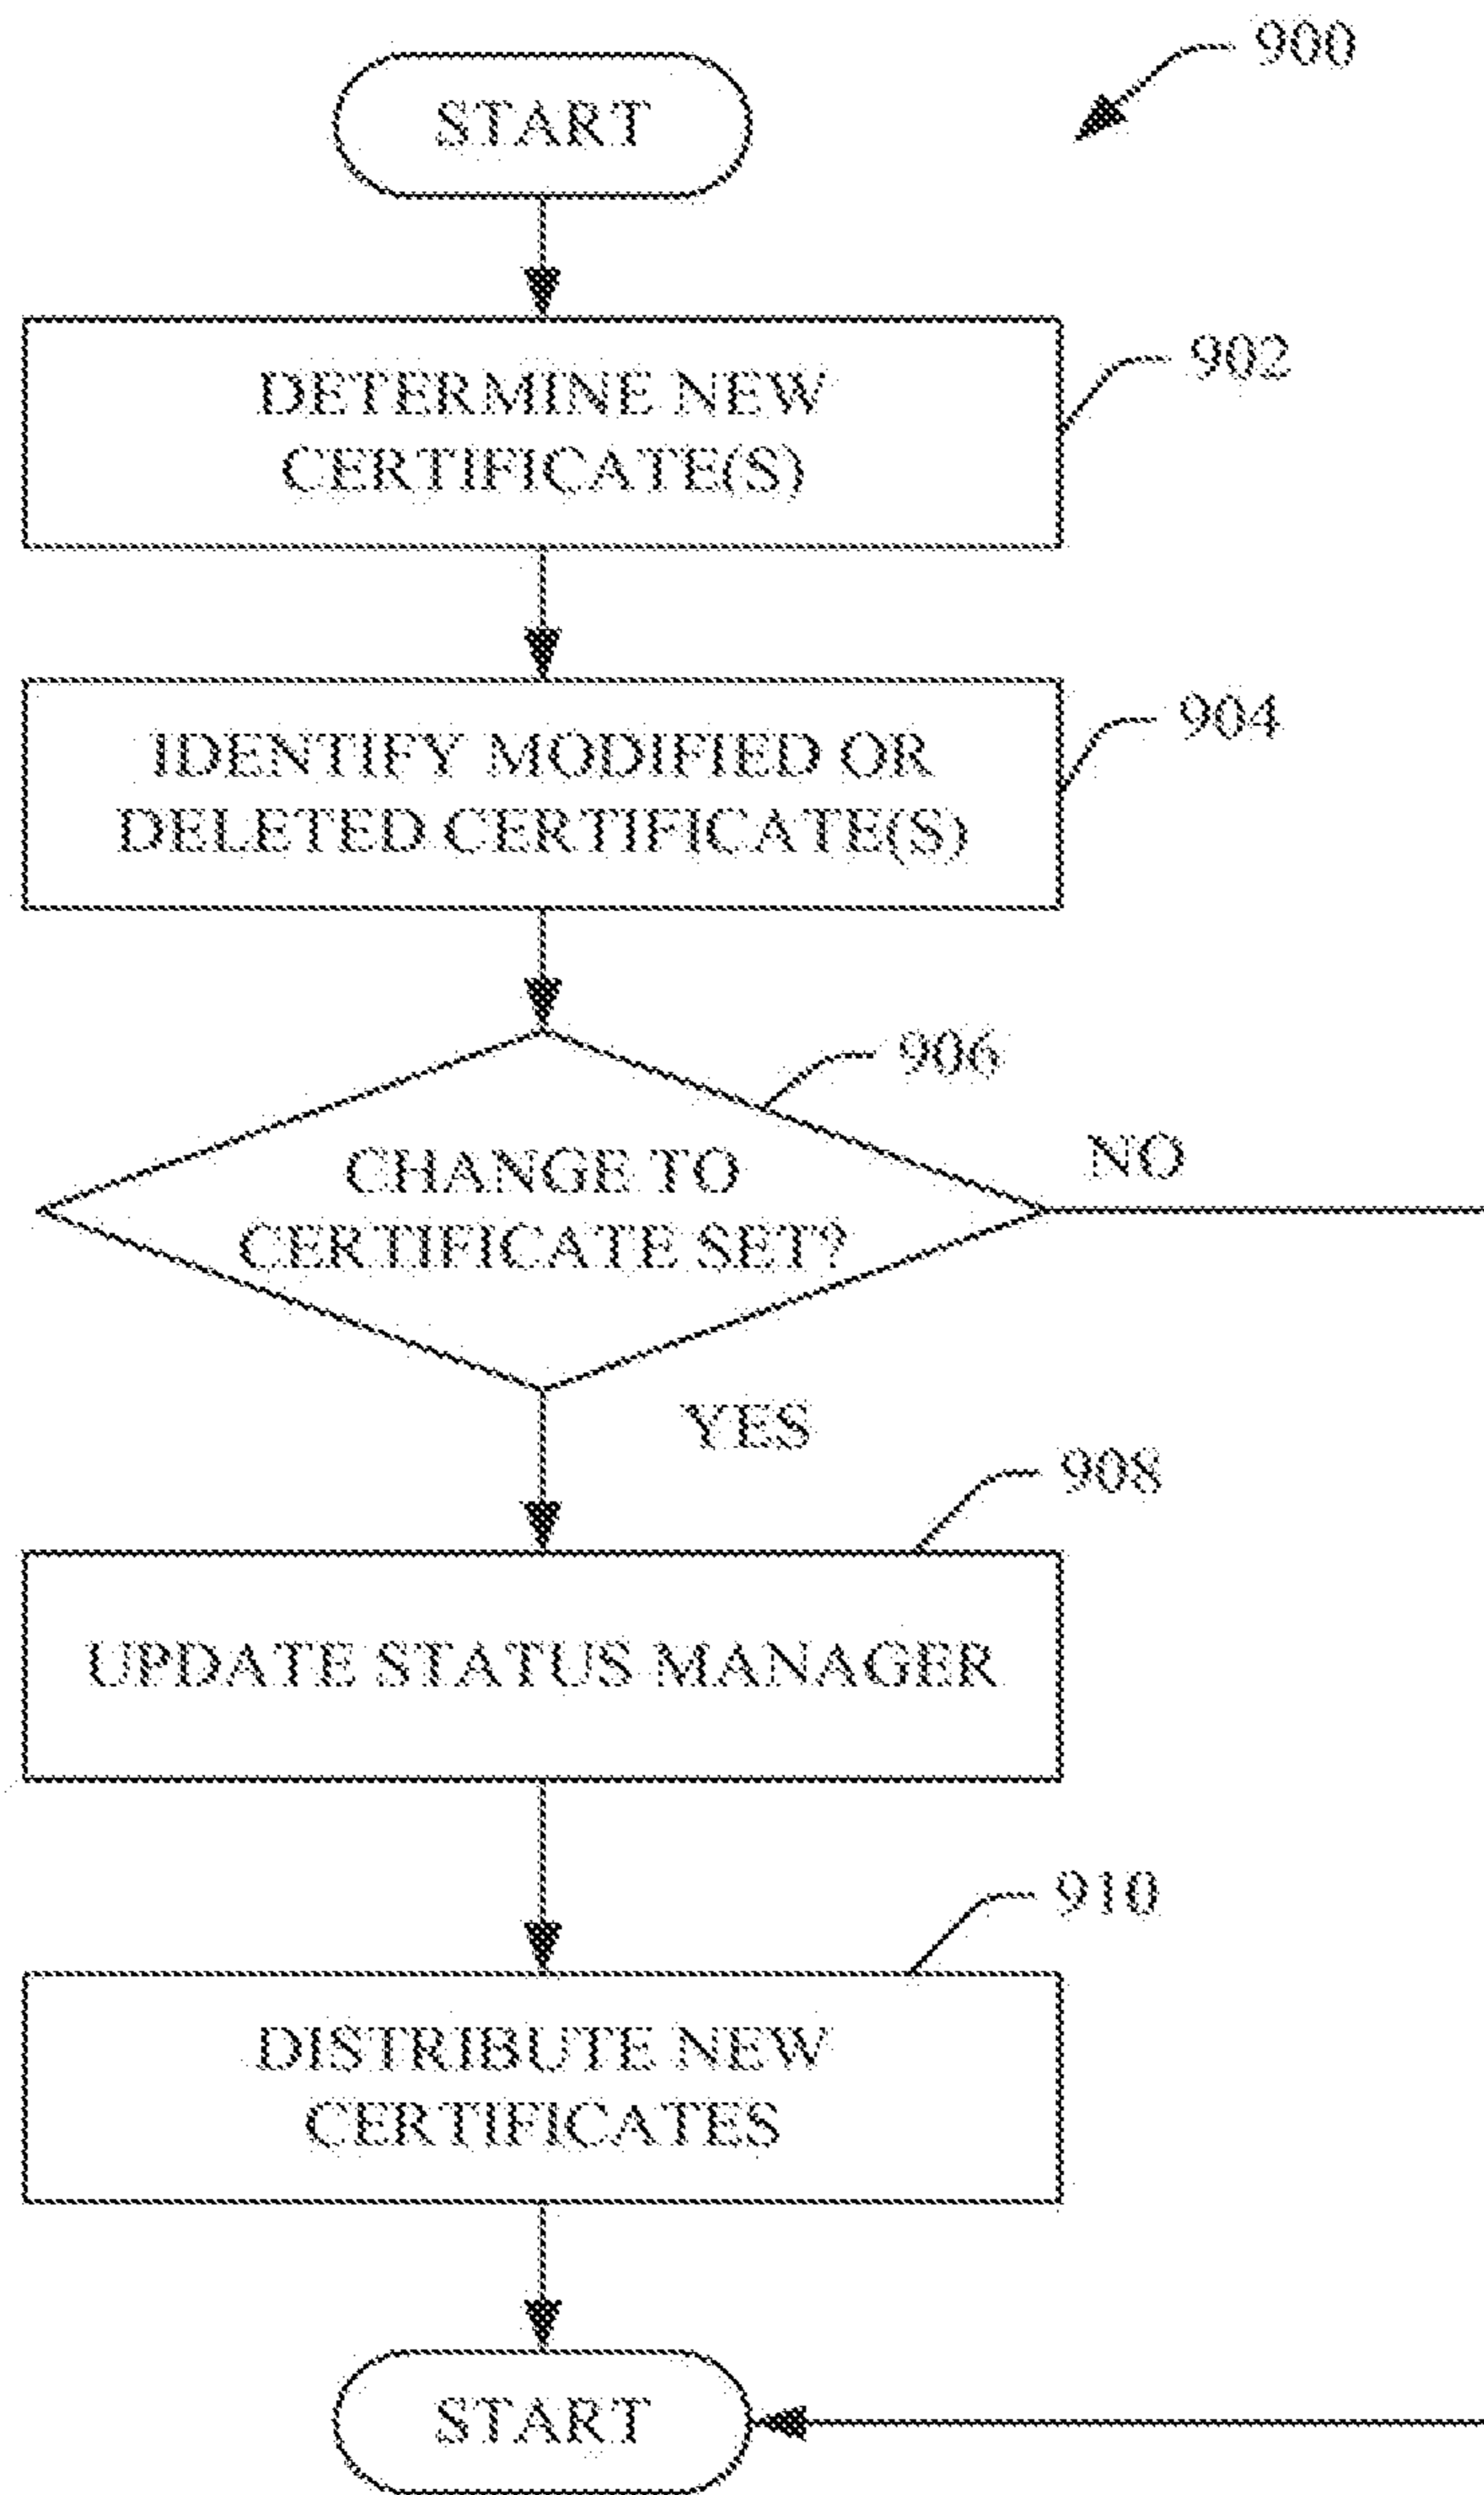 900
START
DETERMINE NEW
CERTIFICATE(S)
902
IDENTIFY MODIFIED OR
DELETED CERTIFICATE(S)
904
906
CHANGE TO
CERTIFICATE SET?
NO
YES
908
UPDATE STATUS MANAGER
910
DISTRIBUTE NEW
CERTIFICATES
START